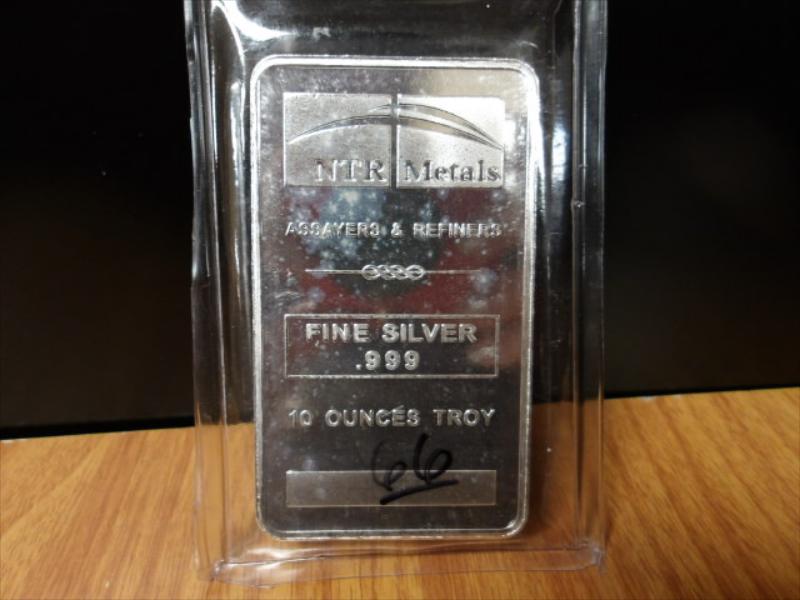 NTR Metals
ASSAYERS & REFINERS
FINE SILVER
.999
10 OUNCES TROY
66